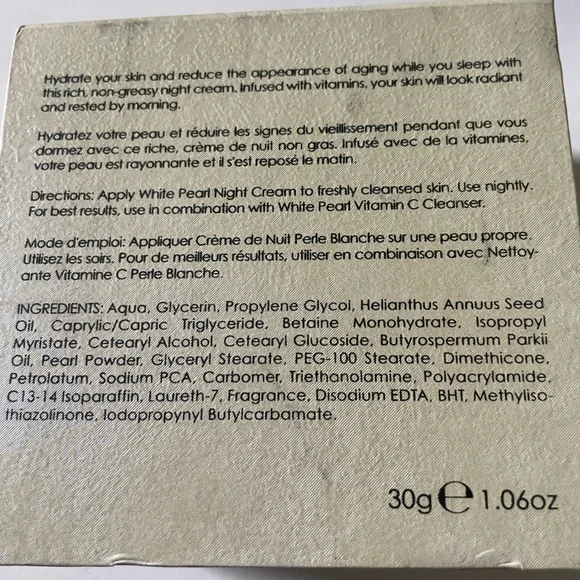 Hydrate your skin and reduce the appearance of aging while you sleep with
this rich, non-greasy night cream. Infused with vitamins, your skin will look radiant
and rested by morning.
Hydratez votre peau et réduire les signes du vieillissement pendant que vous
dormez avec ce riche, crème de nuit non gras. Infusé avec de la vitamines,
votre peau est rayonnante et il s'est reposé le matin.
Directions: Apply White Pearl Night Cream to freshly cleansed skin. Use nightly.
For best results, use in combination with White Pearl Vitamin C Cleanser.
Mode d'emploi: Appliquer Crème de Nuit Perle Blanche sur une peau propre.
Utilisez les soirs. Pour de meilleurs résultats, utiliser en combinaison avec Nettoy-
ante Vitamine C Perle Blanche.
INGREDIENTS: Aqua, Glycerin, Propylene Glycol, Helianthus Annuus Seed
Oil, Caprylic/Capric Triglyceride, Betaine Monohydrate, Isopropyl
Myristate, Cetearyl Alcohol, Cetearyl Glucoside, Butyrospermum Parkii
Oil, Pearl Powder, Glyceryl Stearate, PEG-100 Stearate, Dimethicone,
Petrolatum, Sodium PCA, Carbomer, Triethanolamine, Polyacrylamide,
C13-14 Isoparaffin, Laureth-7, Fragrance, Disodium EDTA, BHT, Methyliso-
thiazolinone, Iodopropynyl Butylcarbamate.
30g ℮ 1.06oz